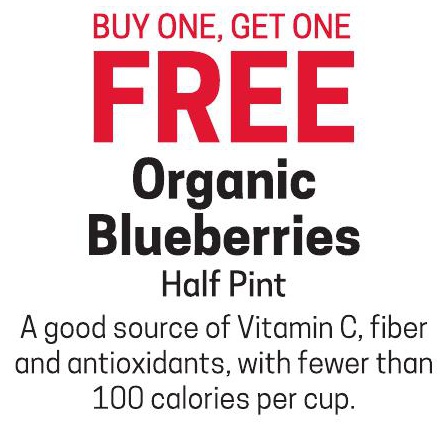 BUY ONE, GET ONE
FREE
Organic
Blueberries
Half Pint
A good source of Vitamin C, fiber
and antioxidants, with fewer than
100 calories per cup.